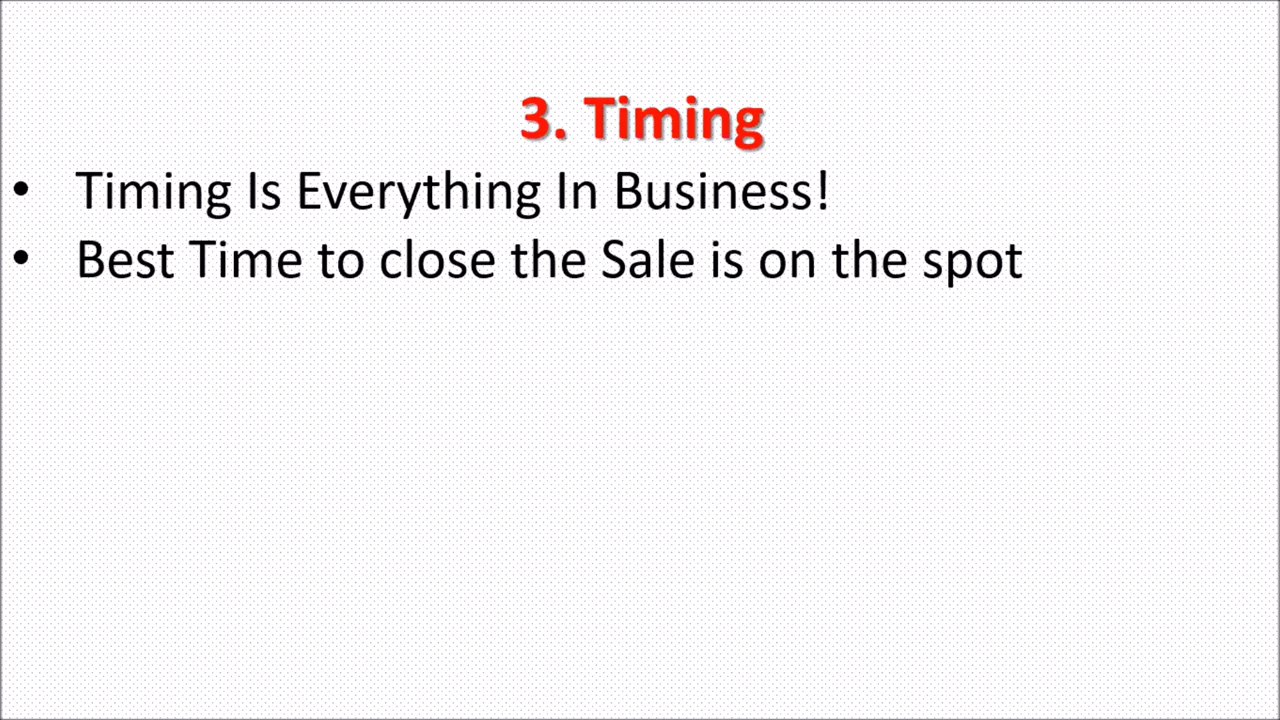 3. Timing
• Timing Is Everything In Business!
• Best Time to close the Sale is on the spot